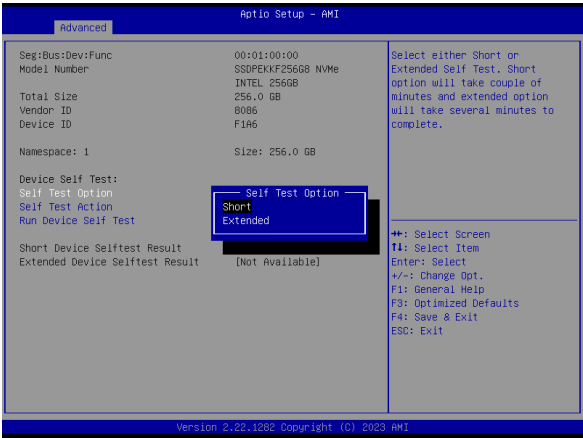 Aptio Setup – AMI
Advanced
Seg:Bus:Dev:Func 00:01:00:00
Model Number SSDPEKKF256G8 NVMe
INTEL 256GB
Total Size 256.0 GB
Vendor ID 8086
Device ID F1A6
Namespace: 1 Size: 256.0 GB
Device Self Test:
Self Test Option
Self Test Action
Run Device Self Test
Short Device Selftest Result
Extended Device Selftest Result [Not Available]
Self Test Option
Short
Extended
Select either Short or
Extended Self Test. Short
option will take couple of
minutes and extended option
will take several minutes to
complete.
→←: Select Screen
↑↓: Select Item
Enter: Select
+/-: Change Opt.
F1: General Help
F3: Optimized Defaults
F4: Save & Exit
ESC: Exit
Version 2.22.1282 Copyright (C) 2023 AMI